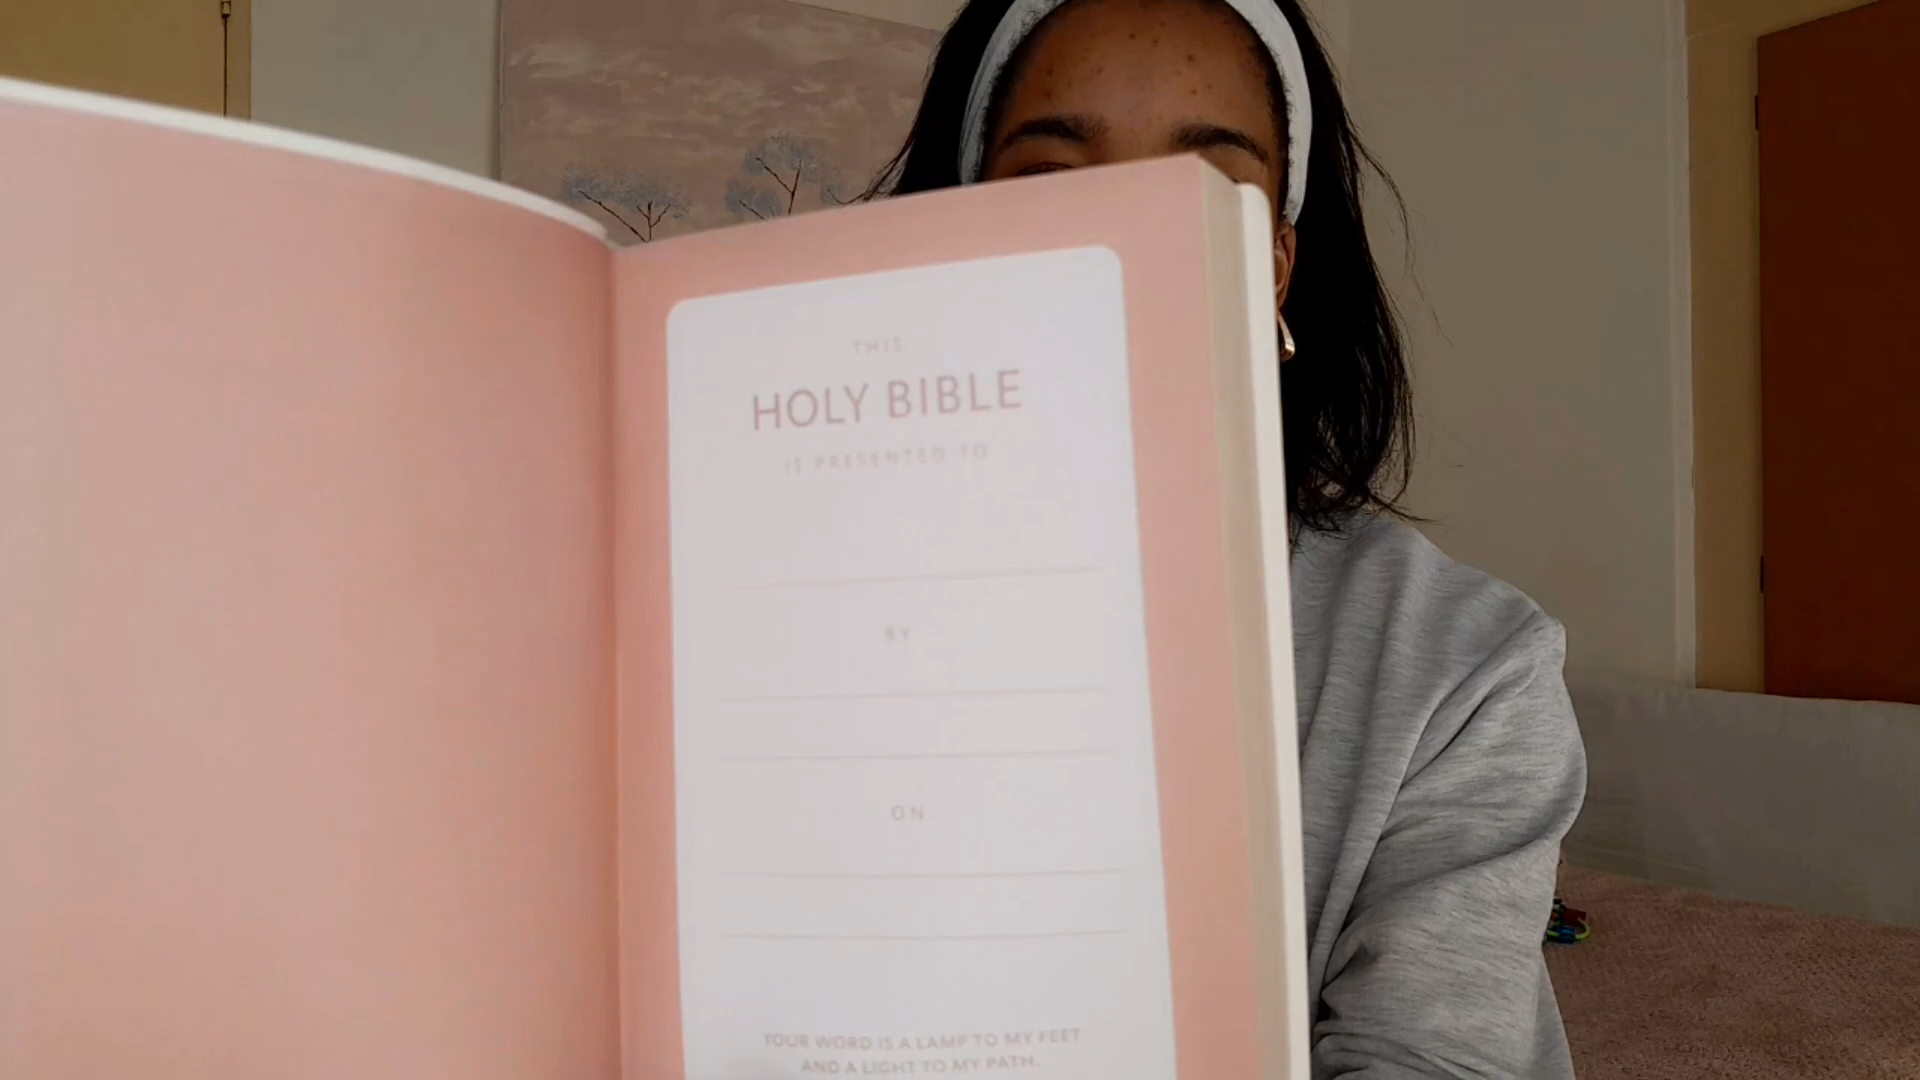 THIS
HOLY BIBLE
IS PRESENTED TO
BY
ON
YOUR WORD IS A LAMP TO MY FEET
AND A LIGHT TO MY PATH.